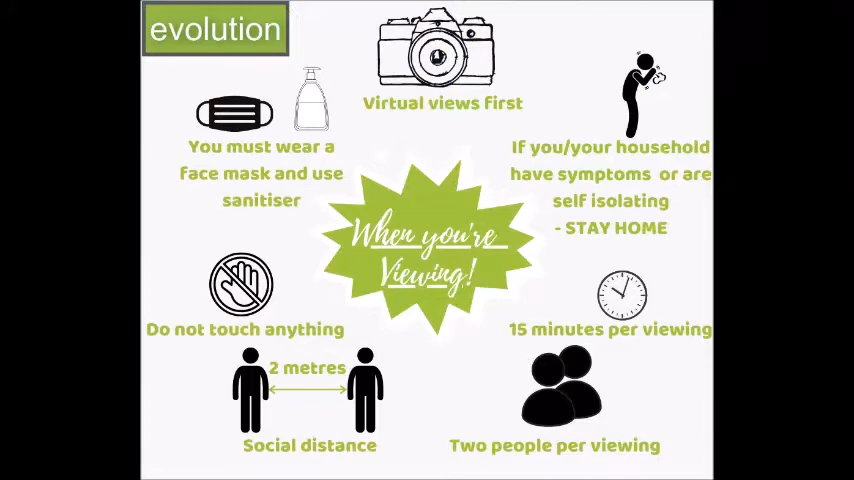 evolution
Virtual views first
You must wear a
face mask and use
sanitiser
If you/your household
have symptoms or are
self isolating
- STAY HOME
When you're
Viewing!
Do not touch anything
15 minutes per viewing
2 metres
Social distance
Two people per viewing